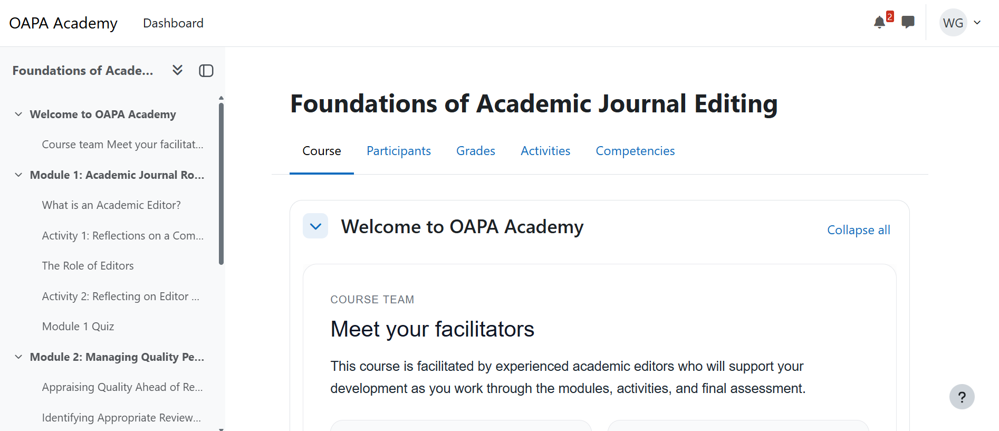 OAPA Academy
Dashboard
2
WG
Foundations of Acade...
Welcome to OAPA Academy
Course team Meet your facilitat...
Module 1: Academic Journal Ro...
What is an Academic Editor?
Activity 1: Reflections on a Com...
The Role of Editors
Activity 2: Reflecting on Editor ...
Module 1 Quiz
Module 2: Managing Quality Pe...
Appraising Quality Ahead of Re...
Identifying Appropriate Review...
Foundations of Academic Journal Editing
Course
Participants
Grades
Activities
Competencies
Welcome to OAPA Academy
Collapse all
COURSE TEAM
Meet your facilitators
This course is facilitated by experienced academic editors who will support your
development as you work through the modules, activities, and final assessment.
?